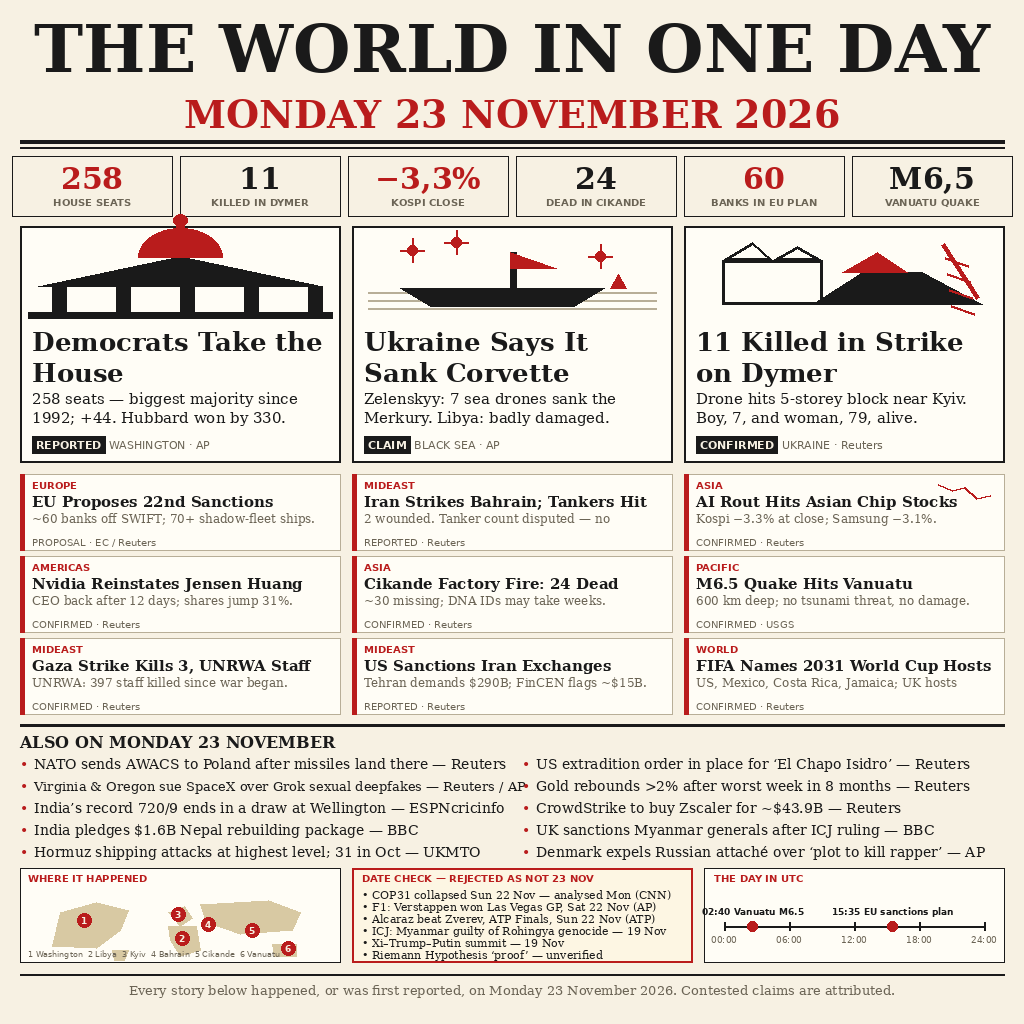 THE WORLD IN ONE DAY
MONDAY 23 NOVEMBER 2026
258
HOUSE SEATS
11
KILLED IN DYMER
−3,3%
KOSPI CLOSE
24
DEAD IN CIKANDE
60
BANKS IN EU PLAN
M6,5
VANUATU QUAKE
Democrats Take the
House
258 seats — biggest majority since
1992; +44. Hubbard won by 330.
REPORTED WASHINGTON · AP
Ukraine Says It
Sank Corvette
Zelenskyy: 7 sea drones sank the
Merkury. Libya: badly damaged.
CLAIM BLACK SEA · AP
11 Killed in Strike
on Dymer
Drone hits 5-storey block near Kyiv.
Boy, 7, and woman, 79, alive.
CONFIRMED UKRAINE · Reuters
EUROPE
EU Proposes 22nd Sanctions
~60 banks off SWIFT; 70+ shadow-fleet ships.
PROPOSAL · EC / Reuters
MIDEAST
Iran Strikes Bahrain; Tankers Hit
2 wounded. Tanker count disputed — no
REPORTED · Reuters
ASIA
AI Rout Hits Asian Chip Stocks
Kospi −3.3% at close; Samsung −3.1%.
CONFIRMED · Reuters
AMERICAS
Nvidia Reinstates Jensen Huang
CEO back after 12 days; shares jump 31%.
CONFIRMED · Reuters
ASIA
Cikande Factory Fire: 24 Dead
~30 missing; DNA IDs may take weeks.
CONFIRMED · Reuters
PACIFIC
M6.5 Quake Hits Vanuatu
600 km deep; no tsunami threat, no damage.
CONFIRMED · USGS
MIDEAST
Gaza Strike Kills 3, UNRWA Staff
UNRWA: 397 staff killed since war began.
CONFIRMED · Reuters
MIDEAST
US Sanctions Iran Exchanges
Tehran demands $290B; FinCEN flags ~$15B.
REPORTED · Reuters
WORLD
FIFA Names 2031 World Cup Hosts
US, Mexico, Costa Rica, Jamaica; UK hosts
CONFIRMED · Reuters
ALSO ON MONDAY 23 NOVEMBER
• NATO sends AWACS to Poland after missiles land there — Reuters
• Virginia & Oregon sue SpaceX over Grok sexual deepfakes — Reuters / AP
• India’s record 720/9 ends in a draw at Wellington — ESPNcricinfo
• India pledges $1.6B Nepal rebuilding package — BBC
• Hormuz shipping attacks at highest level; 31 in Oct — UKMTO
• US extradition order in place for ‘El Chapo Isidro’ — Reuters
• Gold rebounds >2% after worst week in 8 months — Reuters
• CrowdStrike to buy Zscaler for ~$43.9B — Reuters
• UK sanctions Myanmar generals after ICJ ruling — BBC
• Denmark expels Russian attaché over ‘plot to kill rapper’ — AP
WHERE IT HAPPENED
1
2
3
4
5
6
1 Washington 2 Libya 3 Kyiv 4 Bahrain 5 Cikande 6 Vanuatu
DATE CHECK — REJECTED AS NOT 23 NOV
• COP31 collapsed Sun 22 Nov — analysed Mon (CNN)
• F1: Verstappen won Las Vegas GP, Sat 22 Nov (AP)
• Alcaraz beat Zverev, ATP Finals, Sun 22 Nov (ATP)
• ICJ: Myanmar guilty of Rohingya genocide — 19 Nov
• Xi–Trump–Putin summit — 19 Nov
• Riemann Hypothesis ‘proof’ — unverified
THE DAY IN UTC
02:40 Vanuatu M6.5 15:35 EU sanctions plan
00:00 06:00 12:00 18:00 24:00
Every story below happened, or was first reported, on Monday 23 November 2026. Contested claims are attributed.